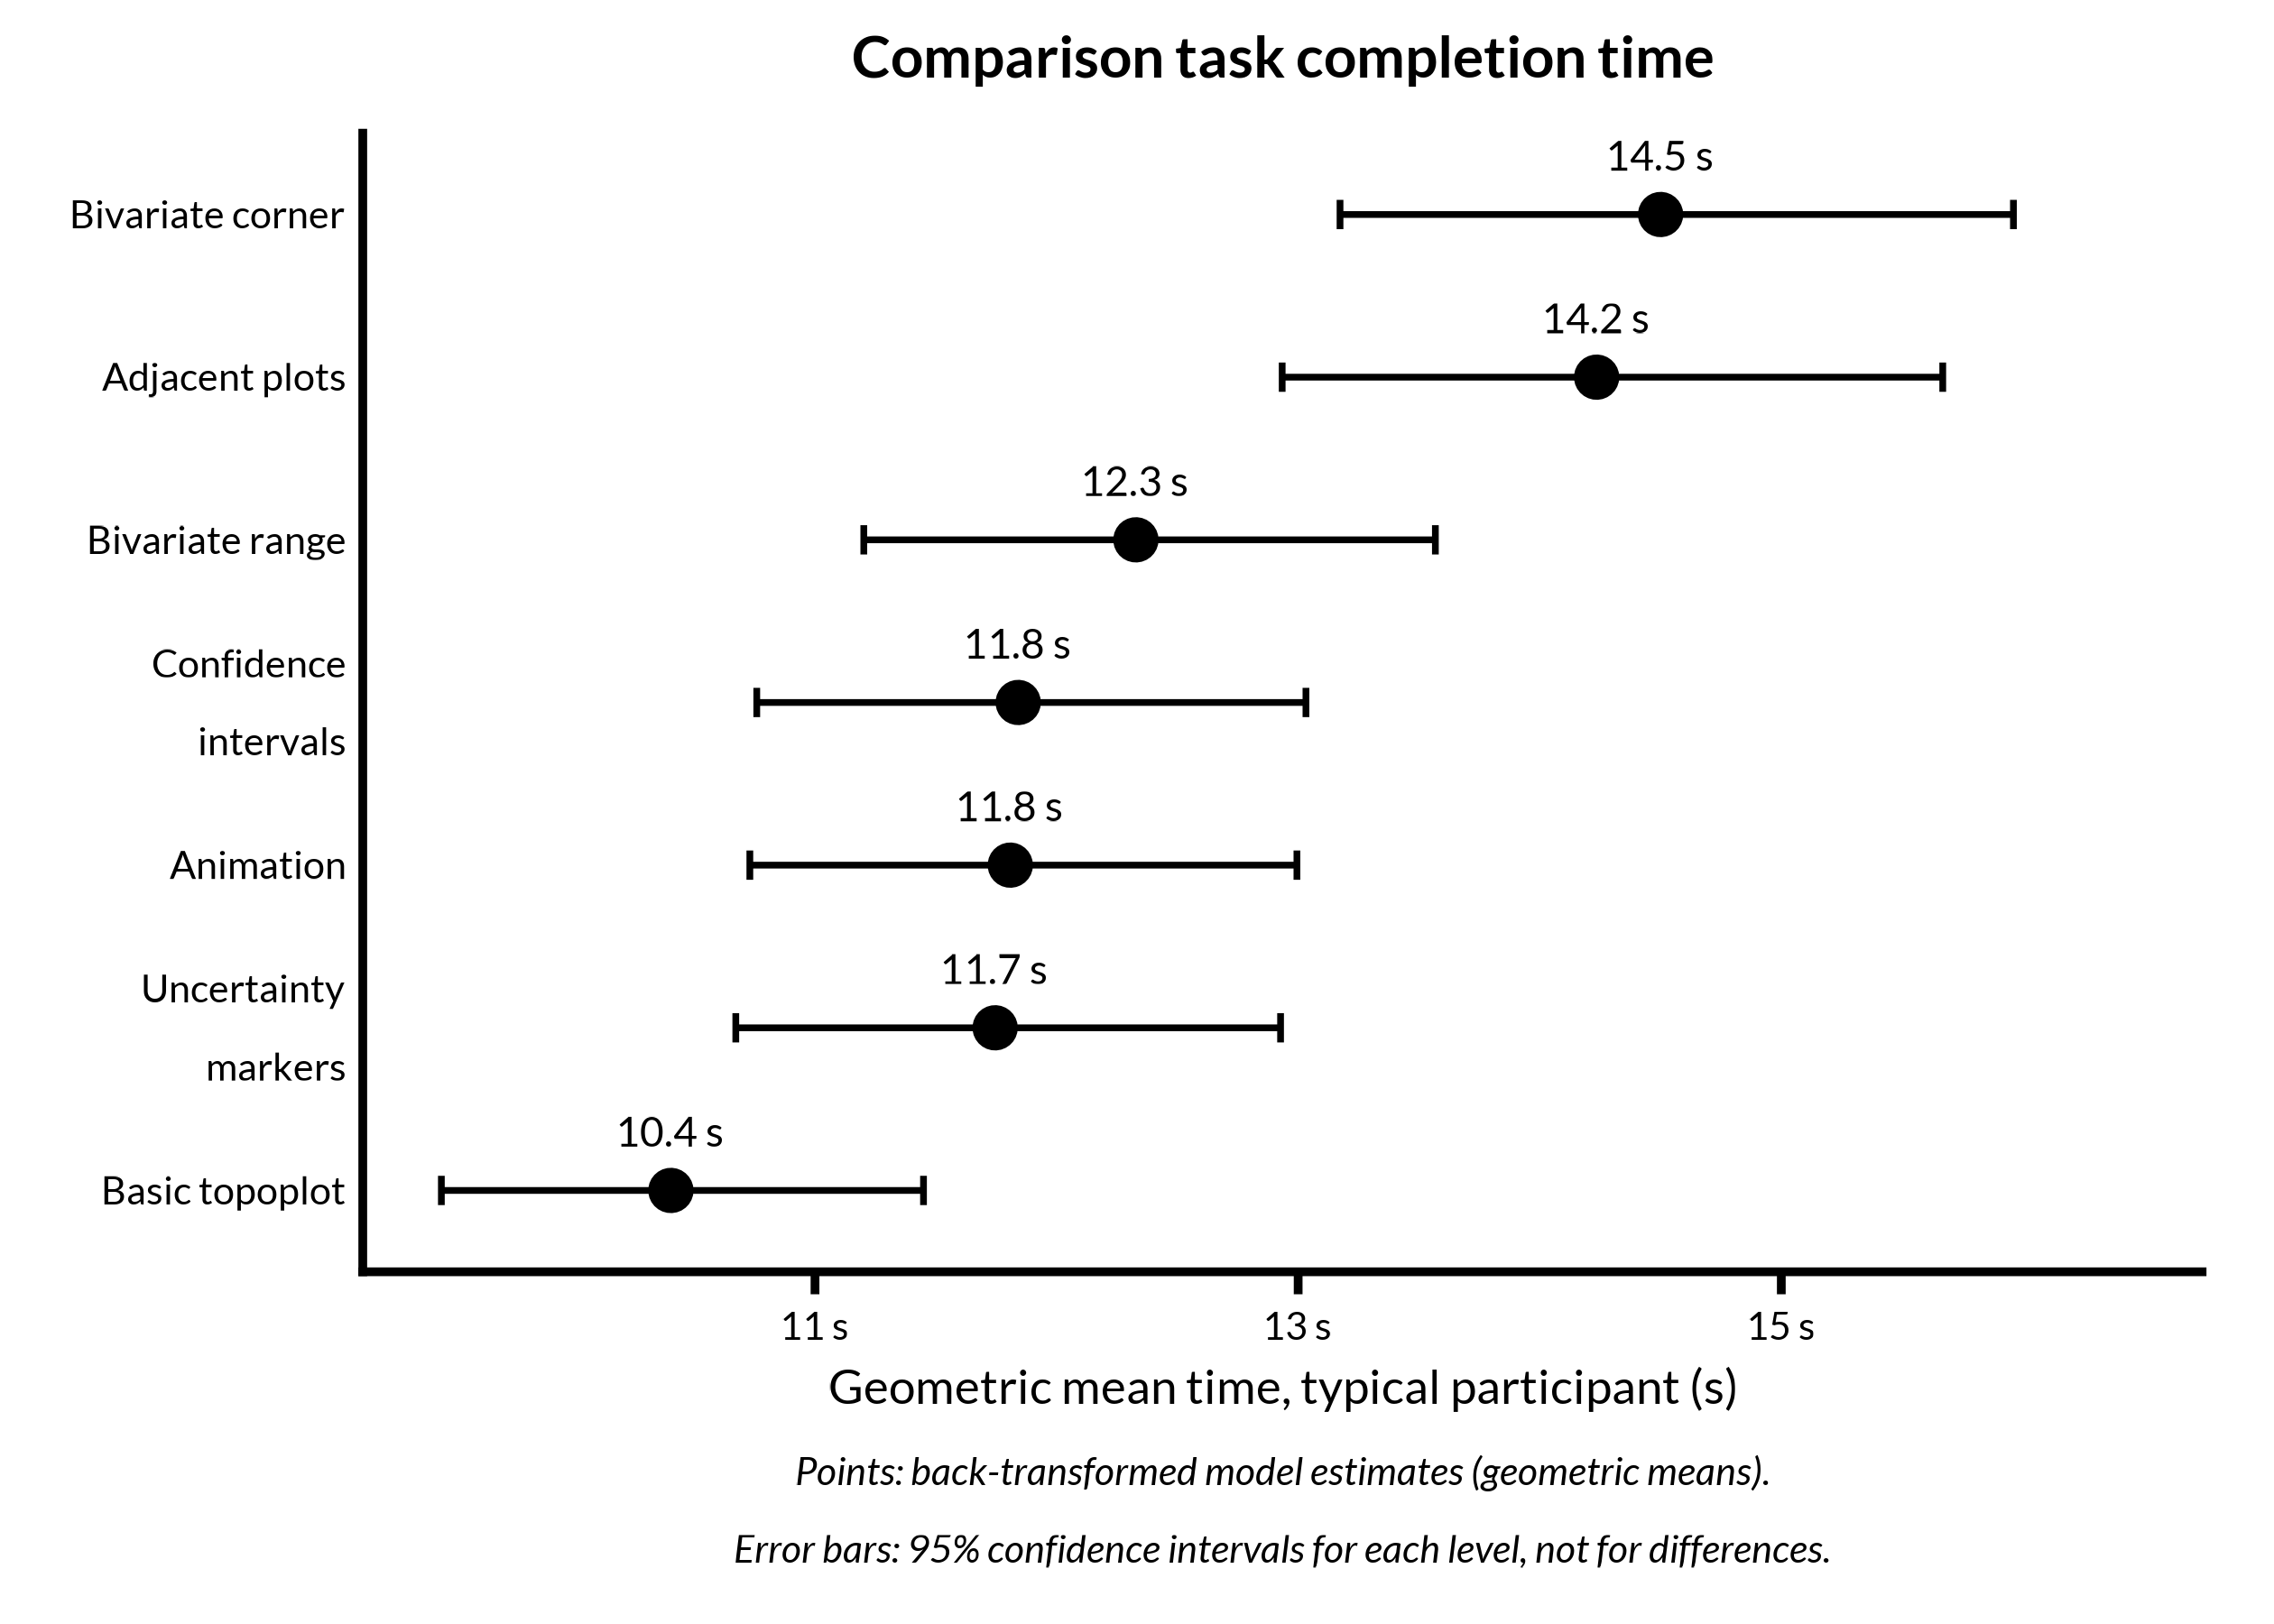 Comparison task completion time
14.5 s
Bivariate corner
14.2 s
Adjacent plots
12.3 s
Bivariate range
11.8 s
Confidence
intervals
11.8 s
Animation
11.7 s
Uncertainty
markers
10.4 s
Basic topoplot
11 s
13 s
15 s
Geometric mean time, typical participant (s)
Points: back-transformed model estimates (geometric means).
Error bars: 95% confidence intervals for each level, not for differences.